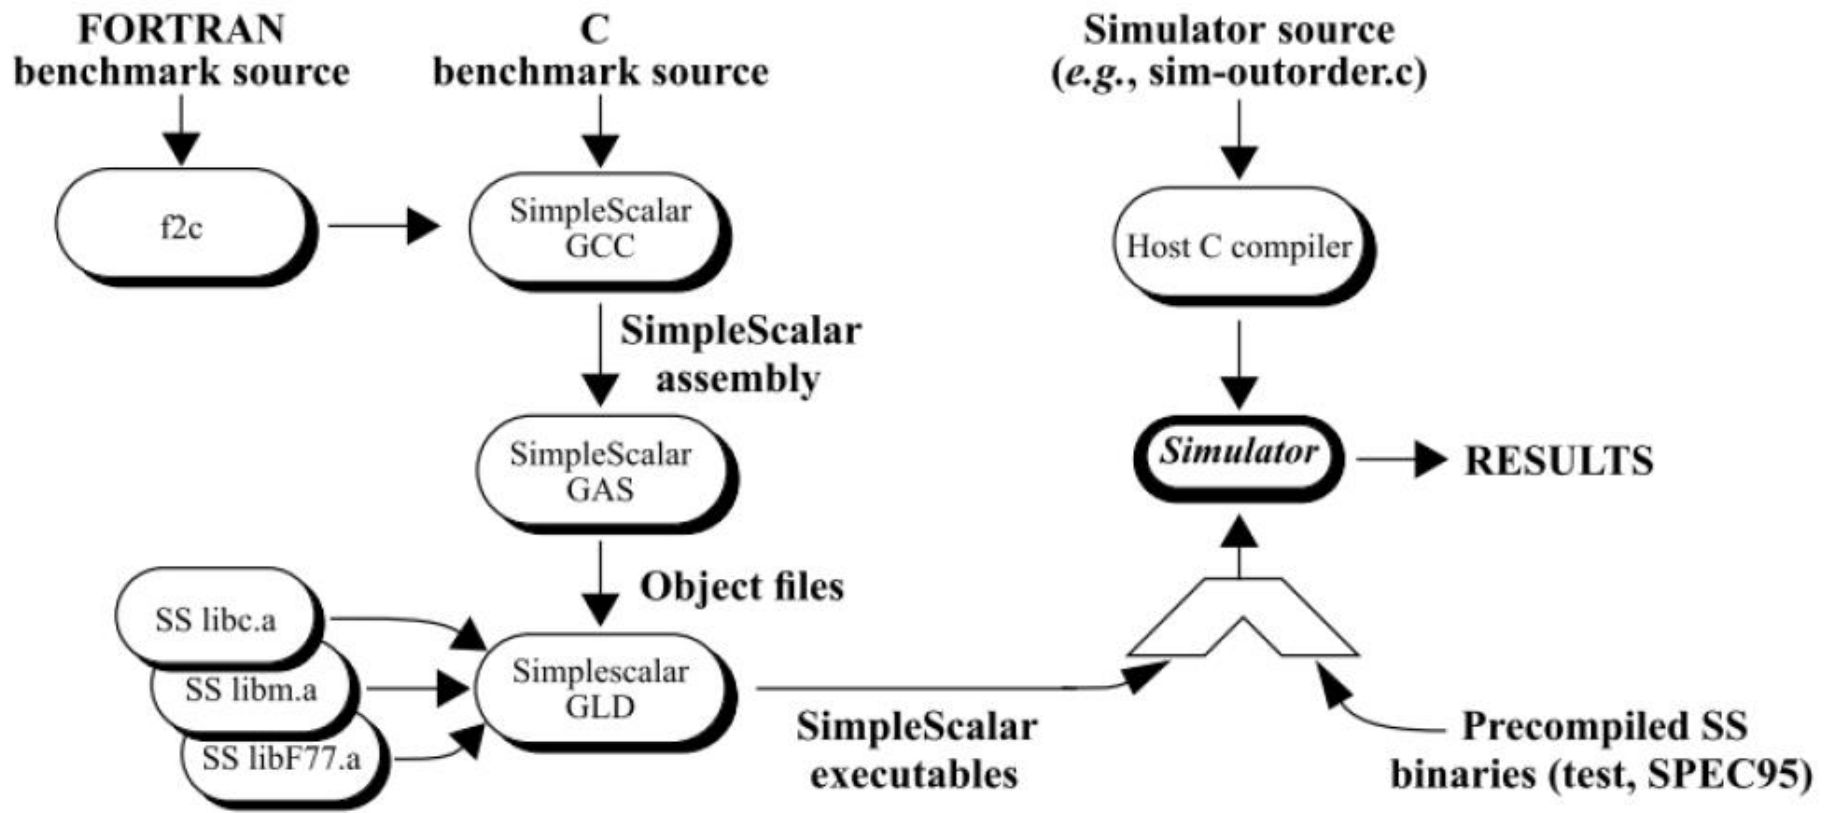 FORTRAN
benchmark source
C
benchmark source
Simulator source
(e.g., sim-outorder.c)
f2c
SimpleScalar
GCC
Host C compiler
SimpleScalar
assembly
SimpleScalar
GAS
Simulator
RESULTS
Object files
SS libc.a
SS libm.a
SS libF77.a
Simplescalar
GLD
SimpleScalar
executables
Precompiled SS
binaries (test, SPEC95)